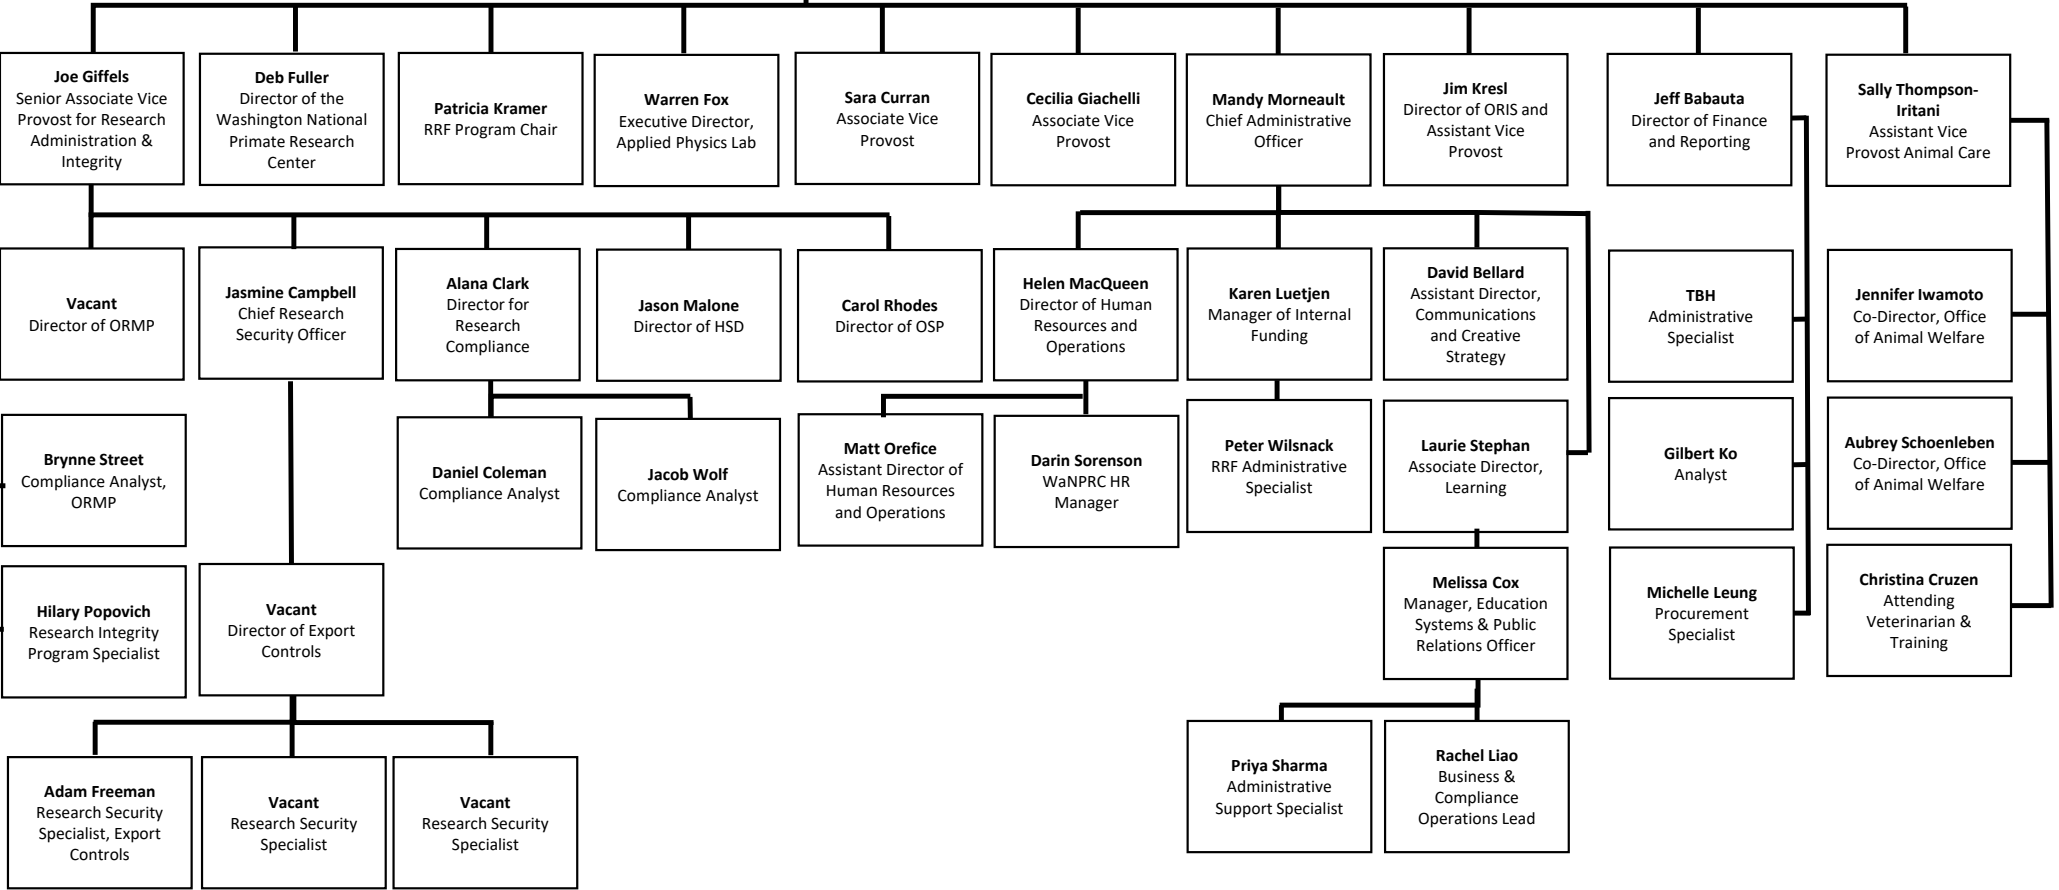 Joe Giffels
Senior Associate Vice
Provost for Research
Administration &
Integrity
Deb Fuller
Director of the
Washington National
Primate Research
Center
Patricia Kramer
RRF Program Chair
Warren Fox
Executive Director,
Applied Physics Lab
Sara Curran
Associate Vice
Provost
Cecilia Giachelli
Associate Vice
Provost
Mandy Morneault
Chief Administrative
Officer
Jim Kresl
Director of ORIS and
Assistant Vice
Provost
Jeff Babauta
Director of Finance
and Reporting
Sally Thompson-
Iritani
Assistant Vice
Provost Animal Care
Vacant
Director of ORMP
Jasmine Campbell
Chief Research
Security Officer
Alana Clark
Director for
Research
Compliance
Jason Malone
Director of HSD
Carol Rhodes
Director of OSP
Helen MacQueen
Director of Human
Resources and
Operations
Karen Luetjen
Manager of Internal
Funding
David Bellard
Assistant Director,
Communications
and Creative
Strategy
TBH
Administrative
Specialist
Jennifer Iwamoto
Co-Director, Office
of Animal Welfare
Brynne Street
Compliance Analyst,
ORMP
Daniel Coleman
Compliance Analyst
Jacob Wolf
Compliance Analyst
Matt Orefice
Assistant Director of
Human Resources
and Operations
Darin Sorenson
WaNPRC HR
Manager
Peter Wilsnack
RRF Administrative
Specialist
Laurie Stephan
Associate Director,
Learning
Gilbert Ko
Analyst
Aubrey Schoenleben
Co-Director, Office
of Animal Welfare
Hilary Popovich
Research Integrity
Program Specialist
Vacant
Director of Export
Controls
Melissa Cox
Manager, Education
Systems & Public
Relations Officer
Michelle Leung
Procurement
Specialist
Christina Cruzen
Attending
Veterinarian &
Training
Adam Freeman
Research Security
Specialist, Export
Controls
Vacant
Research Security
Specialist
Vacant
Research Security
Specialist
Priya Sharma
Administrative
Support Specialist
Rachel Liao
Business &
Compliance
Operations Lead